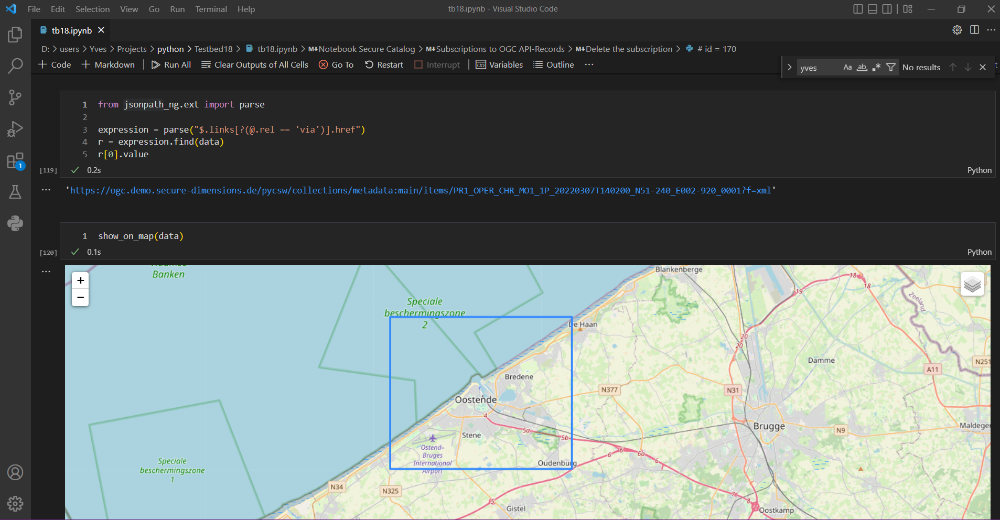 File Edit Selection View Go Run Terminal Help
tb18.ipynb - Visual Studio Code
tb18.ipynb
D: > users > Yves > Projects > python > Testbed18 > tb18.ipynb > M↓Notebook Secure Catalog > M↓Subscriptions to OGC API-Records > M↓Delete the subscription > # id = 170
+ Code + Markdown | Run All Clear Outputs of All Cells Go To Restart Interrupt | Variables Outline ...
yves Aa ab .* No results
1 from jsonpath_ng.ext import parse
2
3 expression = parse("$.links[?(@.rel == 'via')].href")
4 r = expression.find(data)
5 r[0].value
[119] 0.2s Python
'https://ogc.demo.secure-dimensions.de/pycsw/collections/metadata:main/items/PR1_OPER_CHR_MO1_1P_20220307T140200_N51-240_E002-920_0001?f=xml'
1 show_on_map(data)
[120] 0.1s Python
1
+
−
Banken
Blankenberge
18
18
19
Zeeland
Speciale
beschermingszone
2
De Haan
20
20
Damme
N251
A11
Bredene
N377
N31
Oostende
4
5a
5b
Stene
Brugge
N9
Maldegem
Ostend-
Bruges
International
Airport
6
6
6a
6
Oudenburg
Speciale
beschermingszone
1
N34
N325
5
7
8
Gistel
Oostkamp